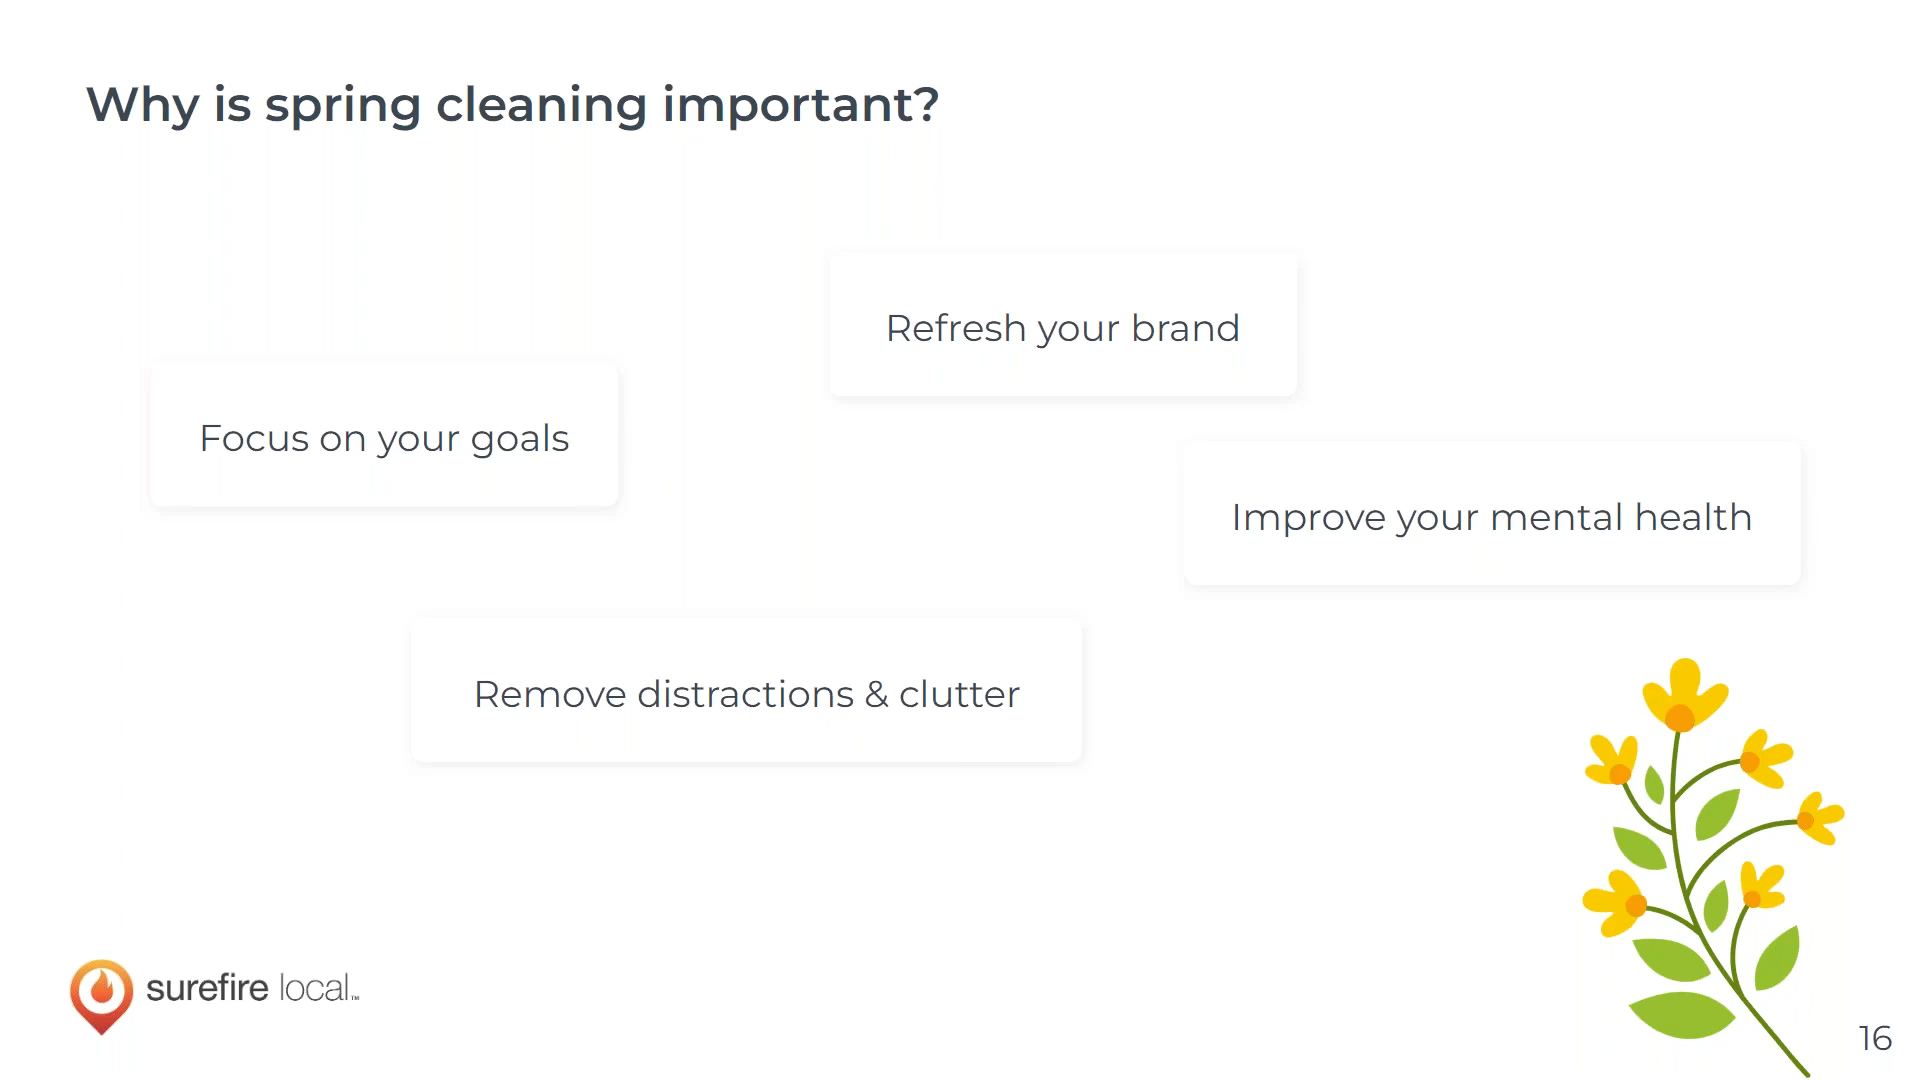 Why is spring cleaning important?
Refresh your brand
Focus on your goals
Improve your mental health
Remove distractions & clutter
surefire local™
16